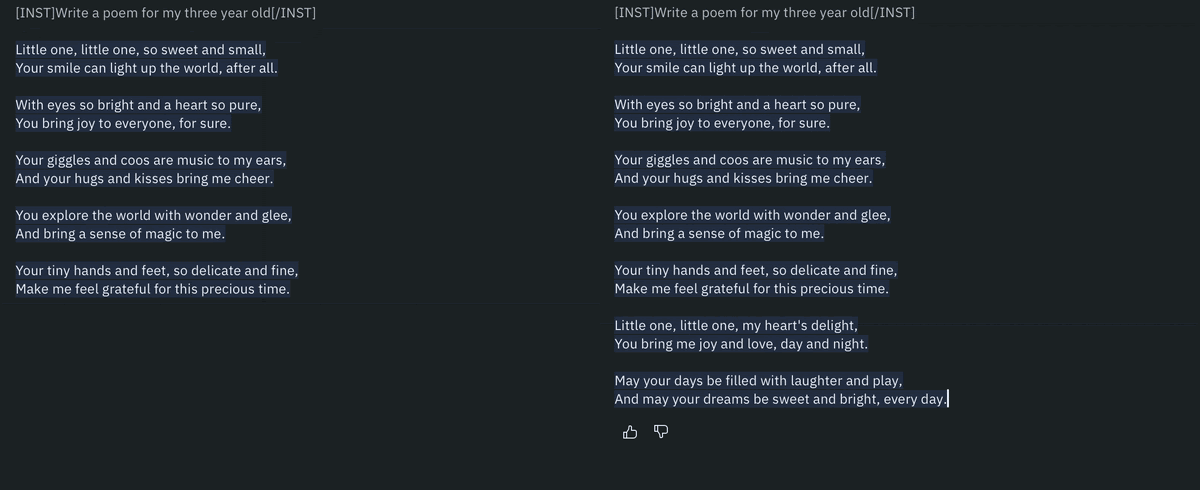 [INST]Write a poem for my three year old[/INST]
Little one, little one, so sweet and small,
Your smile can light up the world, after all.
With eyes so bright and a heart so pure,
You bring joy to everyone, for sure.
Your giggles and coos are music to my ears,
And your hugs and kisses bring me cheer.
You explore the world with wonder and glee,
And bring a sense of magic to me.
Your tiny hands and feet, so delicate and fine,
Make me feel grateful for this precious time.
[INST]Write a poem for my three year old[/INST]
Little one, little one, so sweet and small,
Your smile can light up the world, after all.
With eyes so bright and a heart so pure,
You bring joy to everyone, for sure.
Your giggles and coos are music to my ears,
And your hugs and kisses bring me cheer.
You explore the world with wonder and glee,
And bring a sense of magic to me.
Your tiny hands and feet, so delicate and fine,
Make me feel grateful for this precious time.
Little one, little one, my heart's delight,
You bring me joy and love, day and night.
May your days be filled with laughter and play,
And may your dreams be sweet and bright, every day.